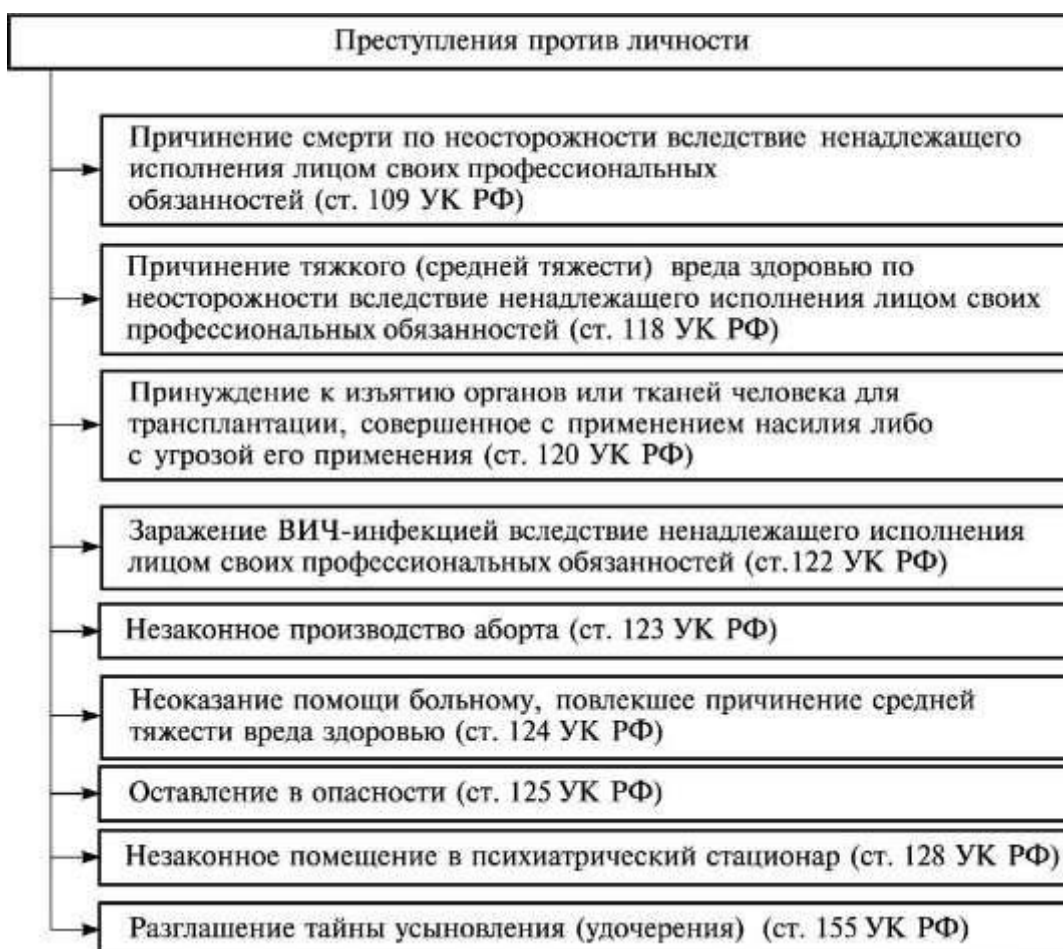 Преступления против личности
Причинение смерти по неосторожности вследствие ненадлежащего
исполнения лицом своих профессиональных
обязанностей (ст. 109 УК РФ)
Причинение тяжкого (средней тяжести) вреда здоровью по
неосторожности вследствие ненадлежащего исполнения лицом своих
профессиональных обязанностей (ст. 118 УК РФ)
Принуждение к изъятию органов или тканей человека для
трансплантации, совершенное с применением насилия либо
с угрозой его применения (ст. 120 УК РФ)
Заражение ВИЧ-инфекцией вследствие ненадлежащего исполнения
лицом своих профессиональных обязанностей (ст.122 УК РФ)
Незаконное производство аборта (ст. 123 УК РФ)
Неоказание помощи больному, повлекшее причинение средней
тяжести вреда здоровью (ст. 124 УК РФ)
Оставление в опасности (ст. 125 УК РФ)
Незаконное помещение в психиатрический стационар (ст. 128 УК РФ)
Разглашение тайны усыновления (удочерения) (ст. 155 УК РФ)